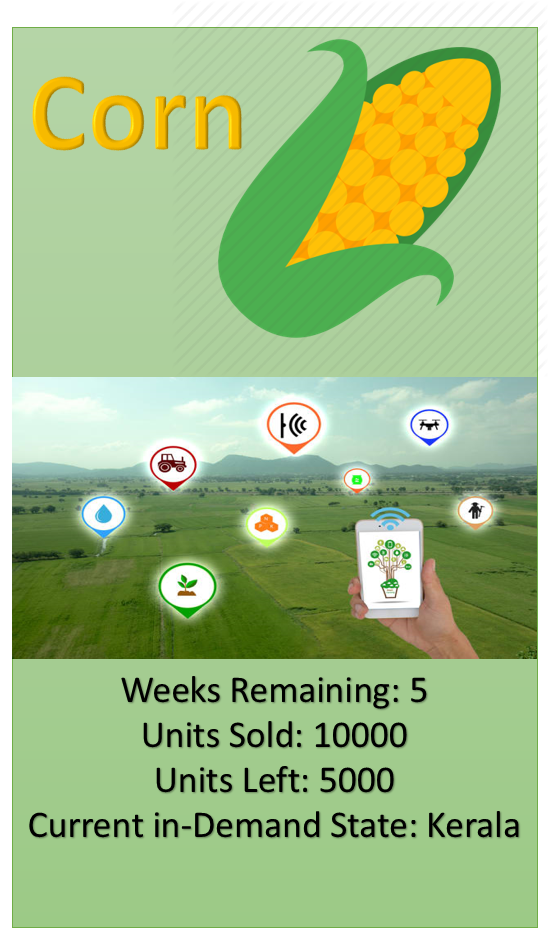 Corn
Weeks Remaining: 5
Units Sold: 10000
Units Left: 5000
Current in-Demand State: Kerala